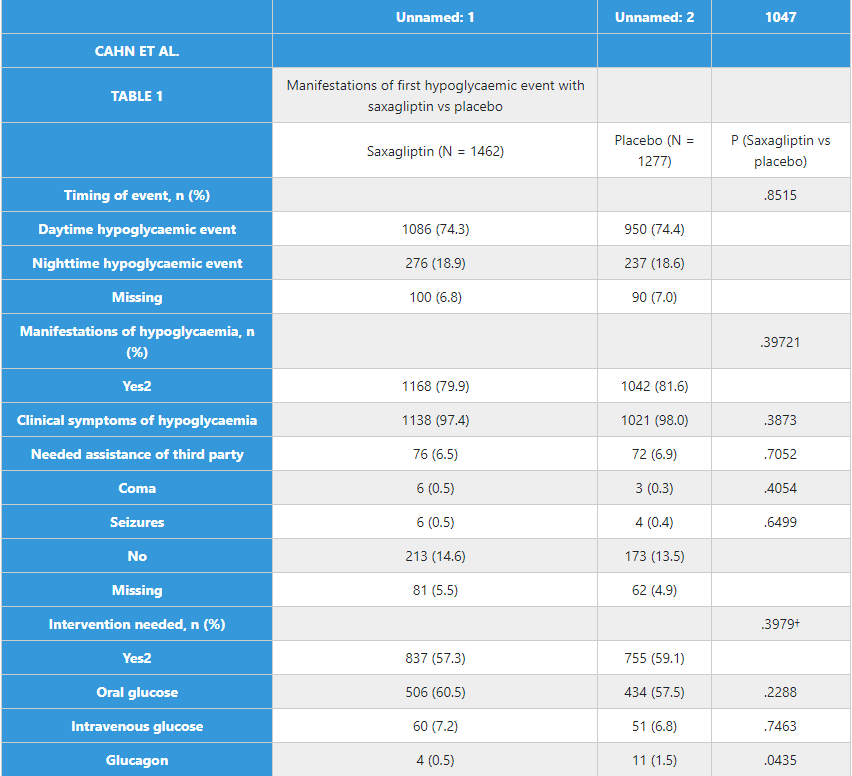 Unnamed: 1 Unnamed: 2 1047
CAHN ET AL.
TABLE 1 Manifestations of first hypoglycaemic event with
saxagliptin vs placebo
Saxagliptin (N = 1462) Placebo (N =
1277) P (Saxagliptin vs
placebo)
Timing of event, n (%) .8515
Daytime hypoglycaemic event 1086 (74.3) 950 (74.4)
Nighttime hypoglycaemic event 276 (18.9) 237 (18.6)
Missing 100 (6.8) 90 (7.0)
Manifestations of hypoglycaemia, n
(%) .39721
Yes2 1168 (79.9) 1042 (81.6)
Clinical symptoms of hypoglycaemia 1138 (97.4) 1021 (98.0) .3873
Needed assistance of third party 76 (6.5) 72 (6.9) .7052
Coma 6 (0.5) 3 (0.3) .4054
Seizures 6 (0.5) 4 (0.4) .6499
No 213 (14.6) 173 (13.5)
Missing 81 (5.5) 62 (4.9)
Intervention needed, n (%) .3979†
Yes2 837 (57.3) 755 (59.1)
Oral glucose 506 (60.5) 434 (57.5) .2288
Intravenous glucose 60 (7.2) 51 (6.8) .7463
Glucagon 4 (0.5) 11 (1.5) .0435